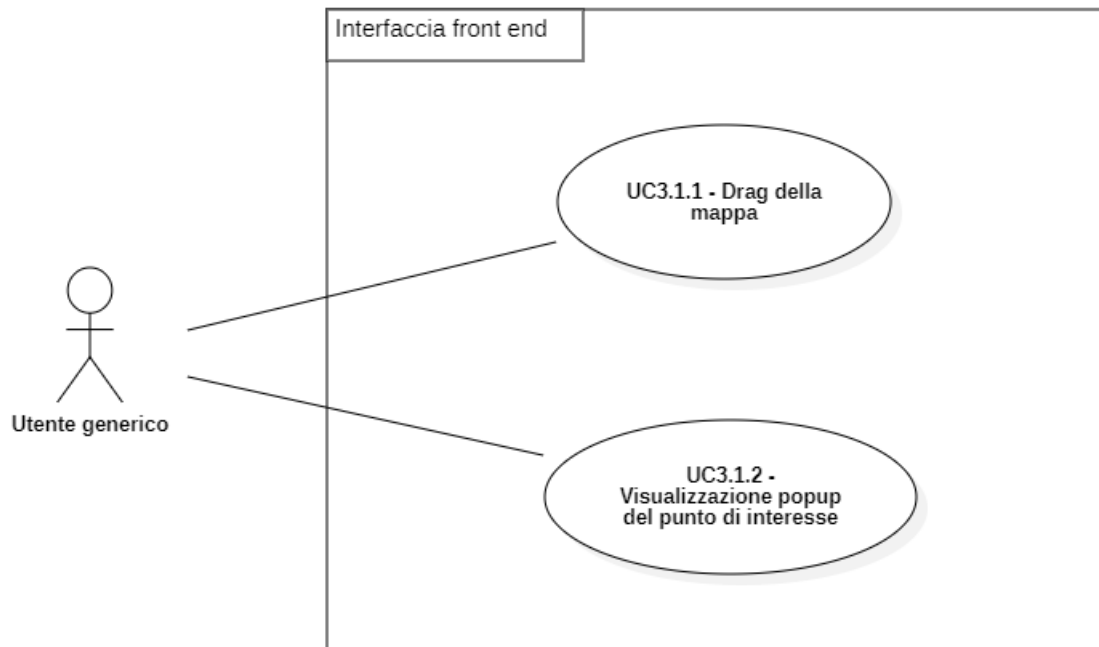 Interfaccia front end
UC3.1.1 - Drag della
mappa
Utente generico
UC3.1.2 -
Visualizzazione popup
del punto di interesse